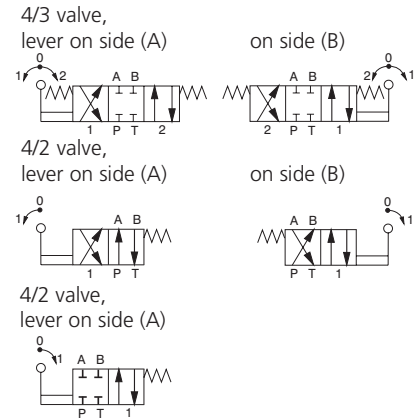 4/3 valve,
lever on side (A)
on side (B)
0
1 2
A B
1 P T 2
0
2 1
A B
2 P T 1
4/2 valve,
lever on side (A)
on side (B)
0
1
A B
1 P T
0
1
A B
P T 1
4/2 valve,
lever on side (A)
0
1
A B
P T 1